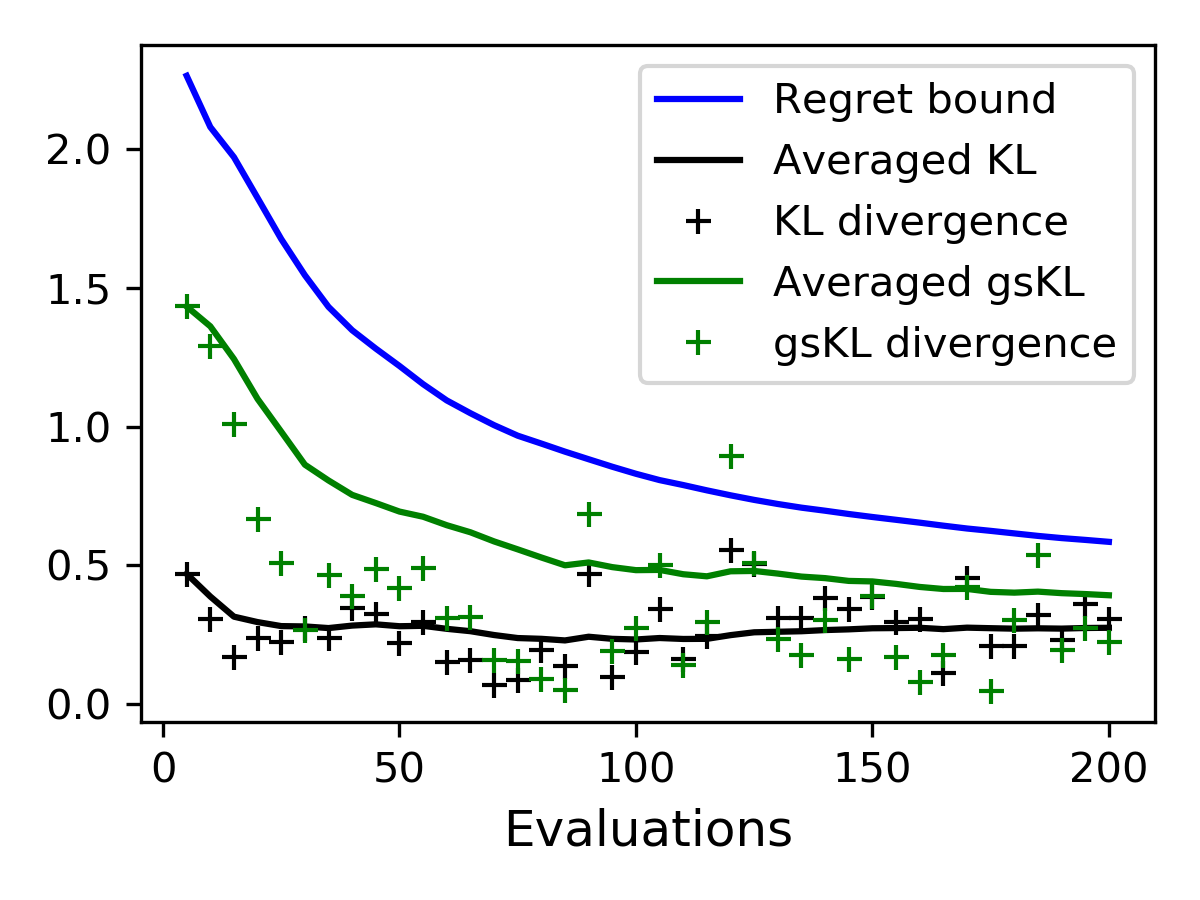 2.0
1.5
1.0
0.5
0.0
Regret bound
Averaged KL
KL divergence
Averaged gsKL
gsKL divergence
0 50 100 150 200
Evaluations